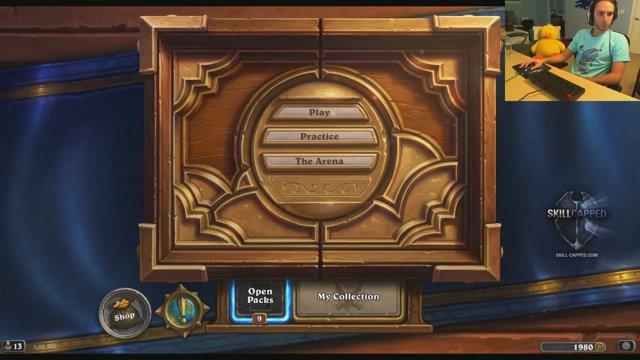 Play
Practice
The Arena
SKILLCAPPED
SKILL-CAPPED.COM
Open
Packs
My Collection
9
Shop
13
1980